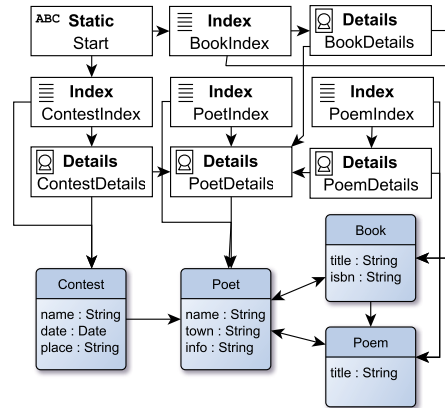 ABC Static
Start
Index
BookIndex
Details
BookDetails
Index
ContestIndex
Index
PoetIndex
Index
PoemIndex
Details
ContestDetails
Details
PoetDetails
Details
PoemDetails
Book
title : String
isbn : String
Contest
name : String
date : Date
place : String
Poet
name : String
town : String
info : String
Poem
title : String